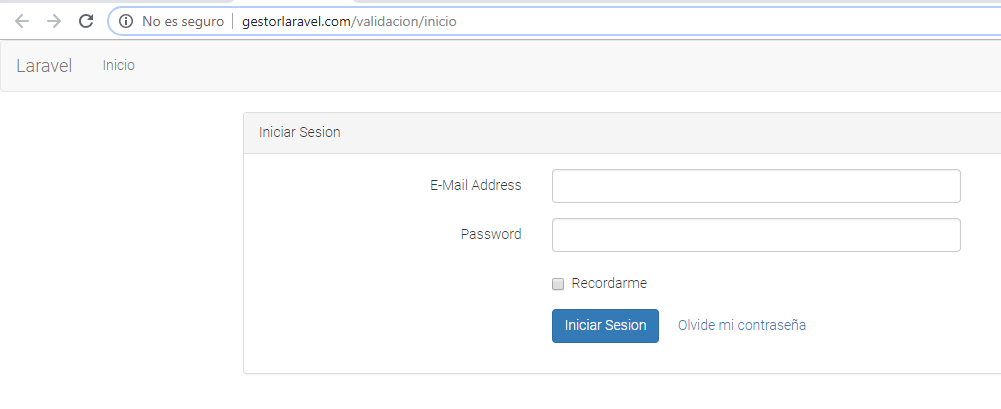 No es seguro | gestorlaravel.com/validacion/inicio
Laravel Inicio
Iniciar Sesion
E-Mail Address
Password
Recordarme
Iniciar Sesion Olvide mi contraseña